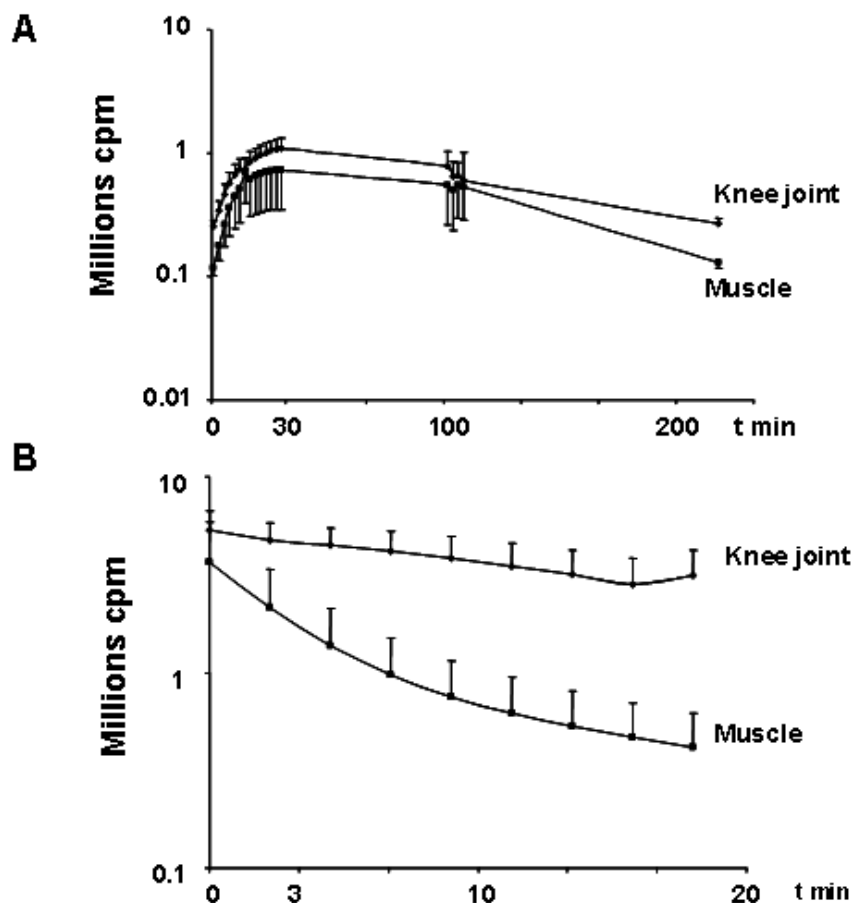 A
10
1
0.1
0.01
Millions cpm
Knee joint
Muscle
0 30 100 200 t min
B
10
1
0.1
Millions cpm
Knee joint
Muscle
0 3 10 20 t min